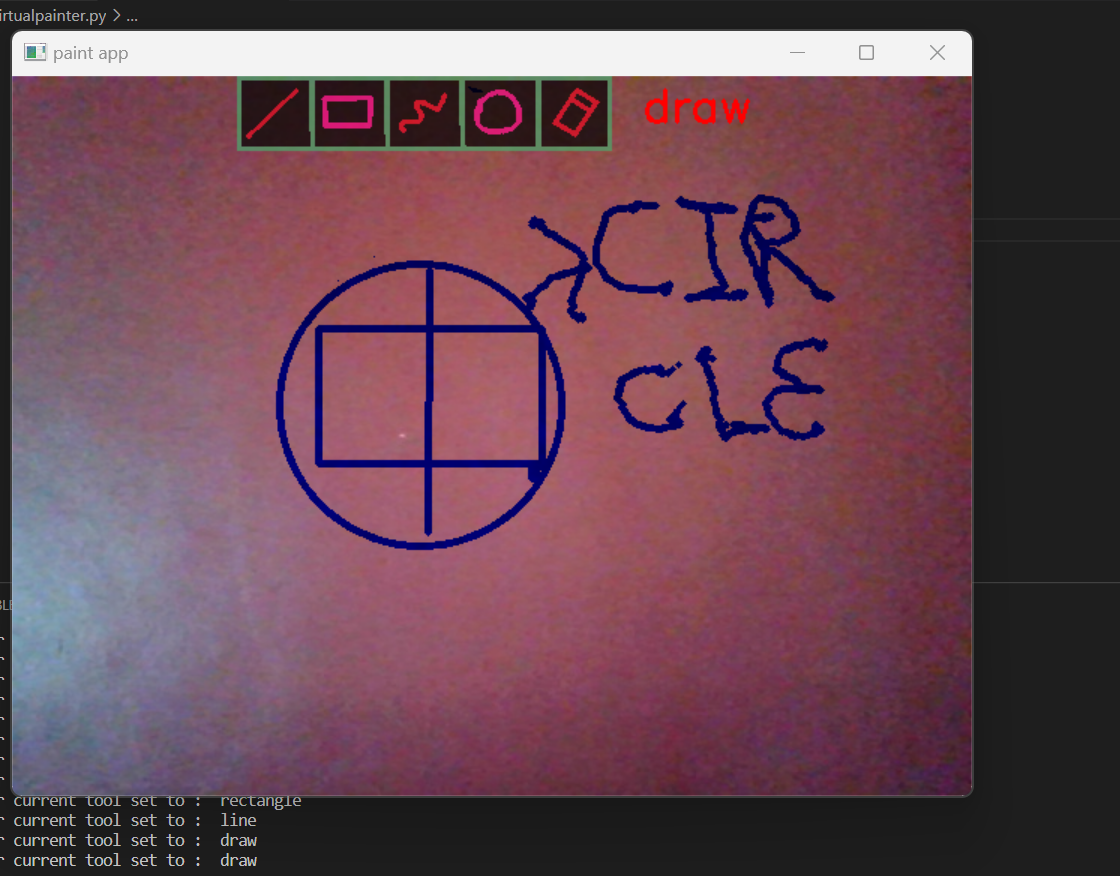 irtualpainter.py > ...
paint app
draw
CIR
CLE
current tool set to :  rectangle
current tool set to :  line
current tool set to :  draw
current tool set to :  draw